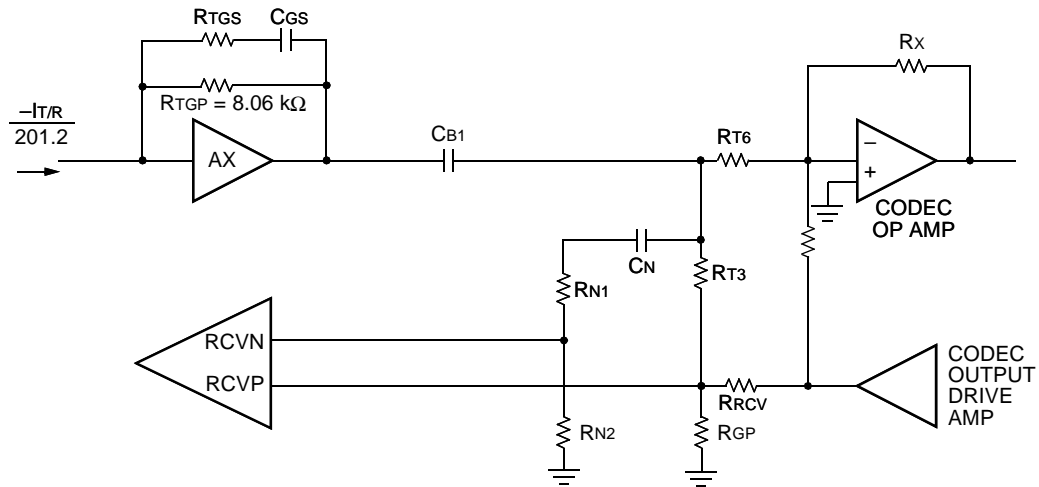 RTGS
CGS
RX
RTGP = 8.06 kΩ
–IT/R
201.2
AX
CB1
RT6
–
+
CODEC
OP AMP
CN
RT3
RN1
RCVN
RCVP
CODEC
OUTPUT
DRIVE
AMP
RRCV
RN2
RGP